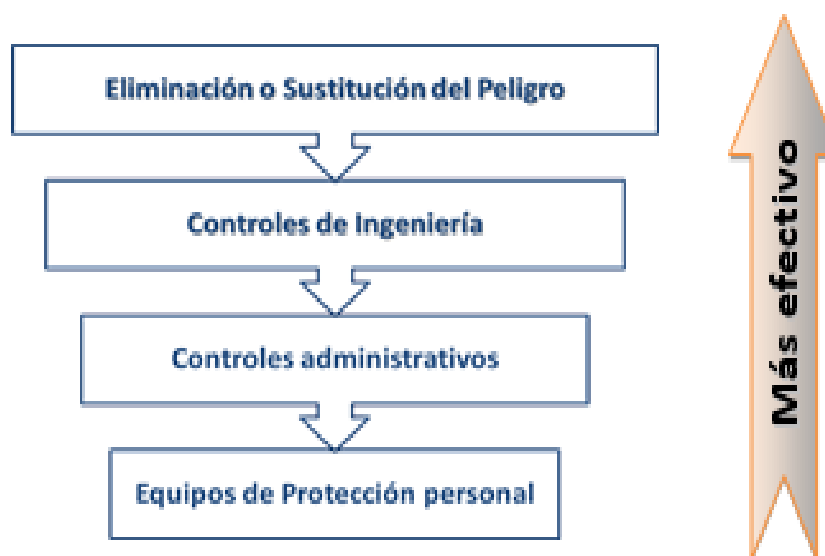 Eliminación o Sustitución del Peligro
Controles de Ingeniería
Controles administrativos
Equipos de Protección personal
Más efectivo